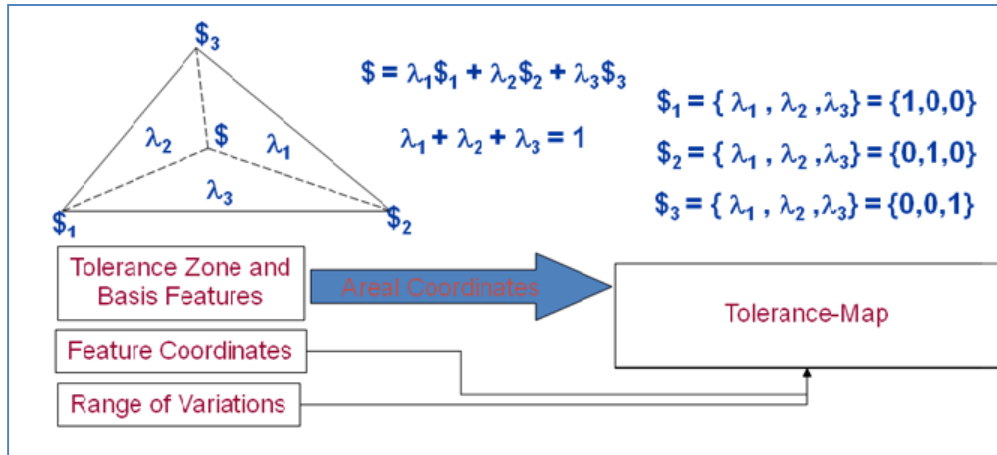 $₃
λ₂
$
λ₁
λ₃
$₁
$₂
$ = λ₁$₁ + λ₂$₂ + λ₃$₃
λ₁ + λ₂ + λ₃ = 1
$₁ = { λ₁ , λ₂ ,λ₃} = {1,0,0}
$₂ = { λ₁ , λ₂ ,λ₃} = {0,1,0}
$₃ = { λ₁ , λ₂ ,λ₃} = {0,0,1}
Tolerance Zone and
Basis Features
Areal Coordinates
Tolerance-Map
Feature Coordinates
Range of Variations